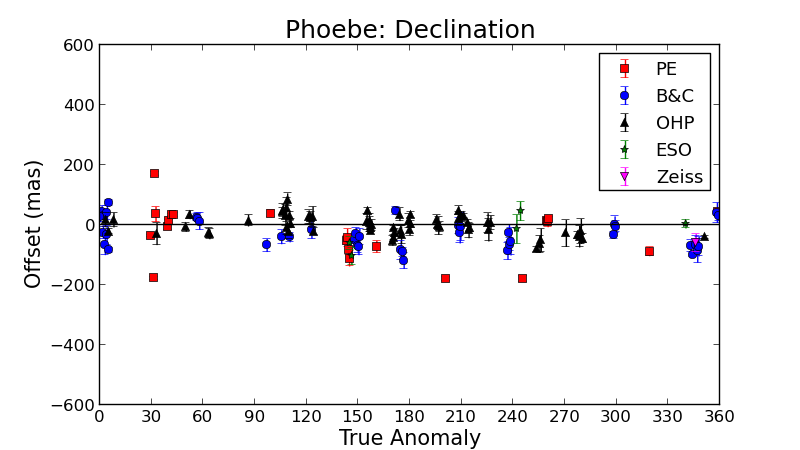 Phoebe: Declination
600
400
200
0
−200
−400
−600
Offset (mas)
PE
B&C
OHP
ESO
Zeiss
0 30 60 90 120 150 180 210 240 270 300 330 360
True Anomaly